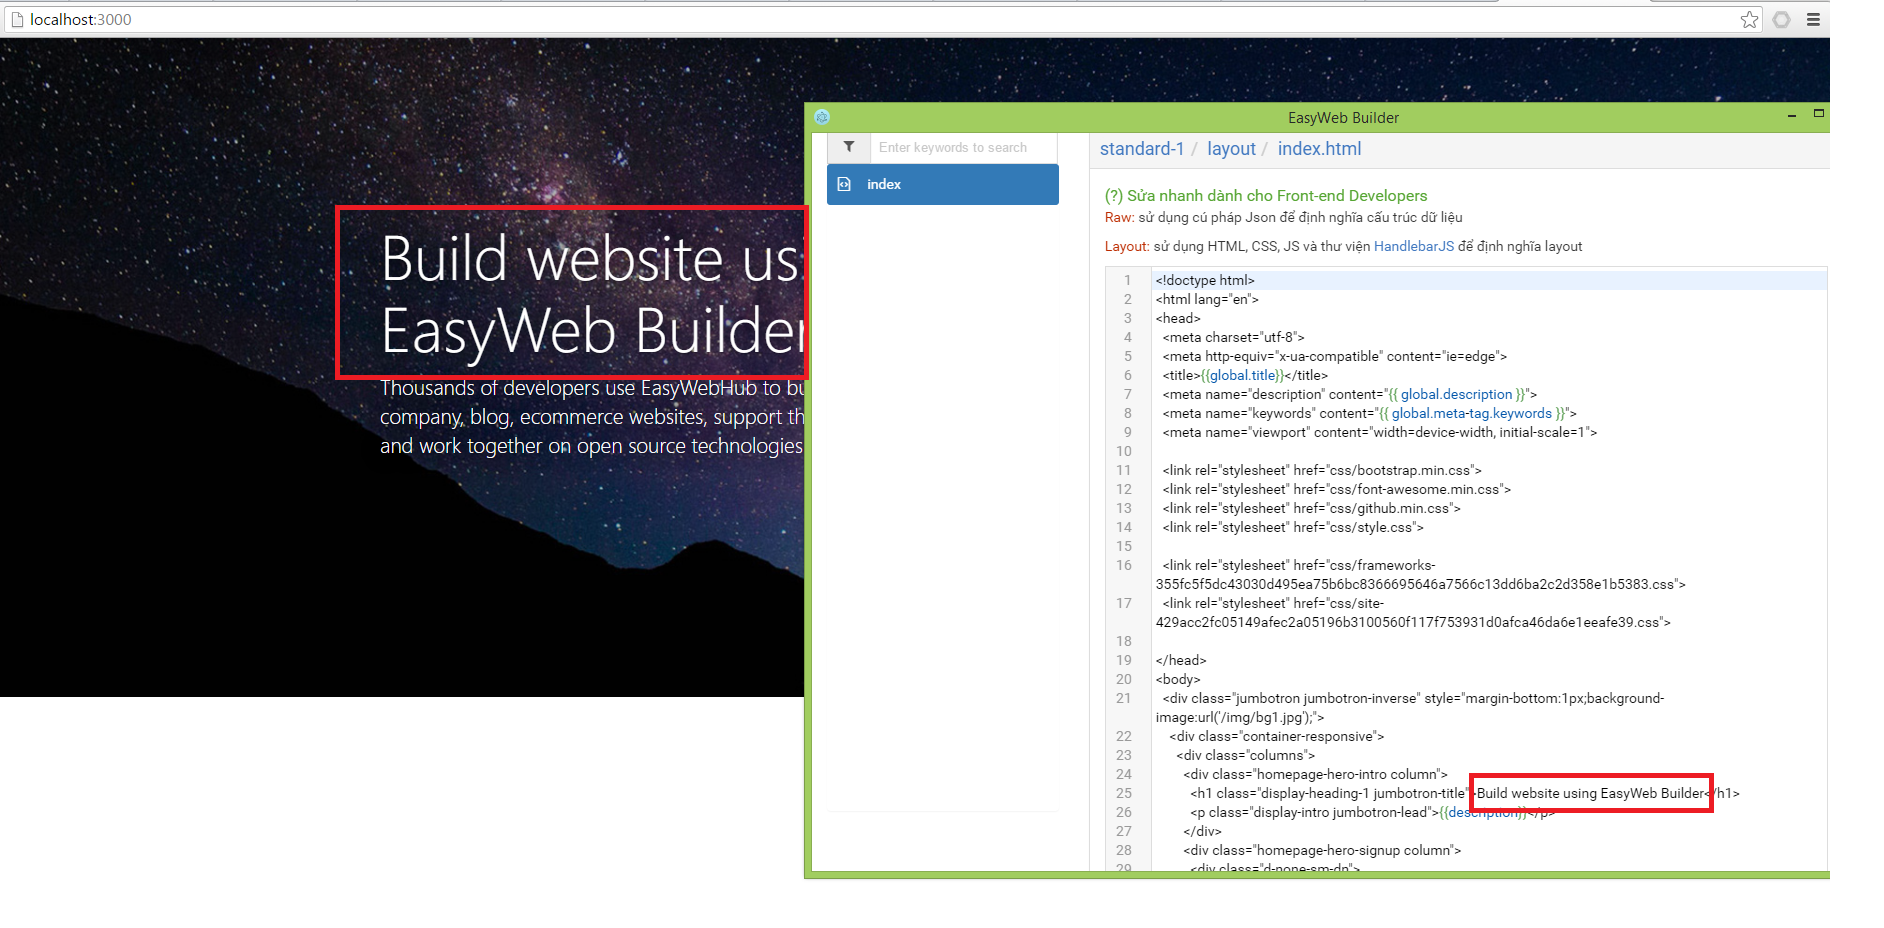 localhost:3000
Build website us
EasyWeb Builder
Thousands of developers use EasyWebHub to bu
company, blog, ecommerce websites, support th
and work together on open source technologies
EasyWeb Builder
Enter keywords to search
index
standard-1 / layout / index.html
(?) Sửa nhanh dành cho Front-end Developers
Raw: sử dụng cú pháp Json để định nghĩa cấu trúc dữ liệu
Layout: sử dụng HTML, CSS, JS và thư viện HandlebarJS để định nghĩa layout
1 <!doctype html>
2 <html lang="en">
3 <head>
4 <meta charset="utf-8">
5 <meta http-equiv="x-ua-compatible" content="ie=edge">
6 <title>{{global.title}}</title>
7 <meta name="description" content="{{ global.description }}">
8 <meta name="keywords" content="{{ global.meta-tag.keywords }}">
9 <meta name="viewport" content="width=device-width, initial-scale=1">
10
11 <link rel="stylesheet" href="css/bootstrap.min.css">
12 <link rel="stylesheet" href="css/font-awesome.min.css">
13 <link rel="stylesheet" href="css/github.min.css">
14 <link rel="stylesheet" href="css/style.css">
15
16 <link rel="stylesheet" href="css/frameworks-
355fc5f5dc43030d495ea75b6bc8366695646a7566c13dd6ba2c2d358e1b5383.css">
17 <link rel="stylesheet" href="css/site-
429acc2fc05149afec2a05196b3100560f117f753931d0afca46da6e1eeafe39.css">
18
19 </head>
20 <body>
21 <div class="jumbotron jumbotron-inverse" style="margin-bottom:1px;background-
image:url('/img/bg1.jpg');">
22 <div class="container-responsive">
23 <div class="columns">
24 <div class="homepage-hero-intro column">
25 <h1 class="display-heading-1 jumbotron-title">Build website using EasyWeb Builder</h1>
26 <p class="display-intro jumbotron-lead">{{description}}</p>
27 </div>
28 <div class="homepage-hero-signup column">
29 <div class="d-none-sm-dn">